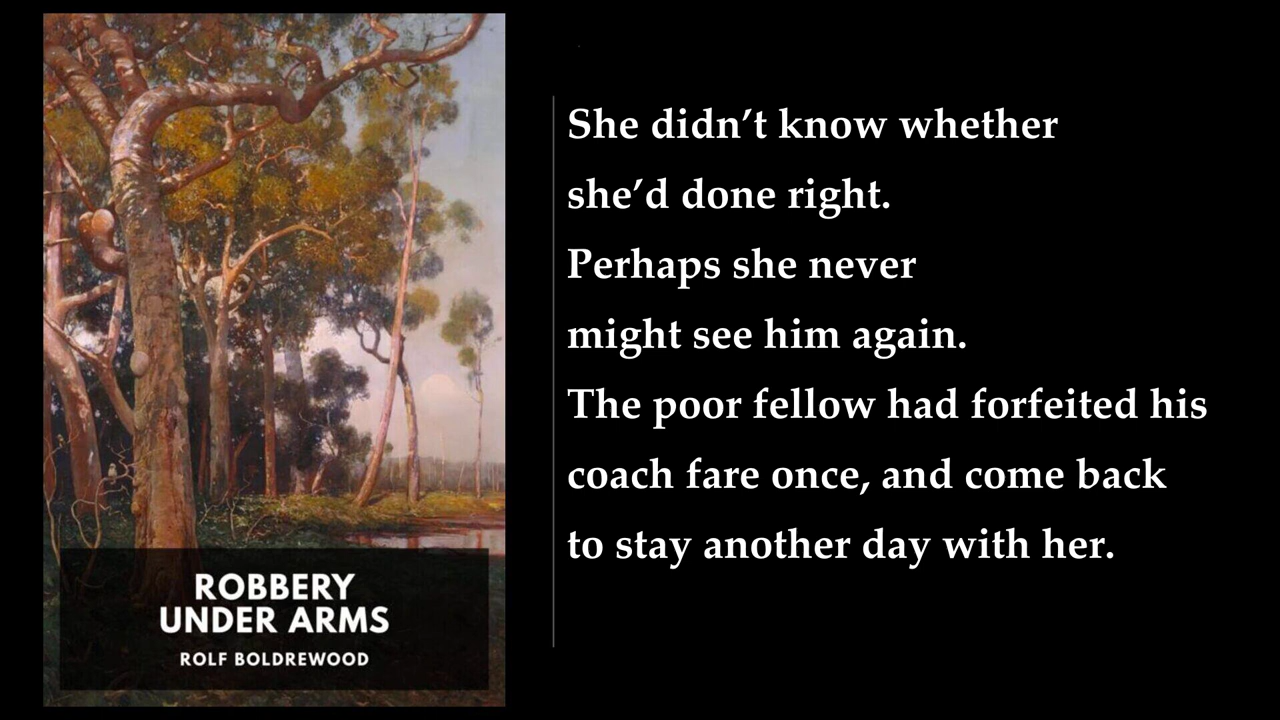 ROBBERY
UNDER ARMS
ROLF BOLDREWOOD
She didn’t know whether
she’d done right.
Perhaps she never
might see him again.
The poor fellow had forfeited his
coach fare once, and come back
to stay another day with her.